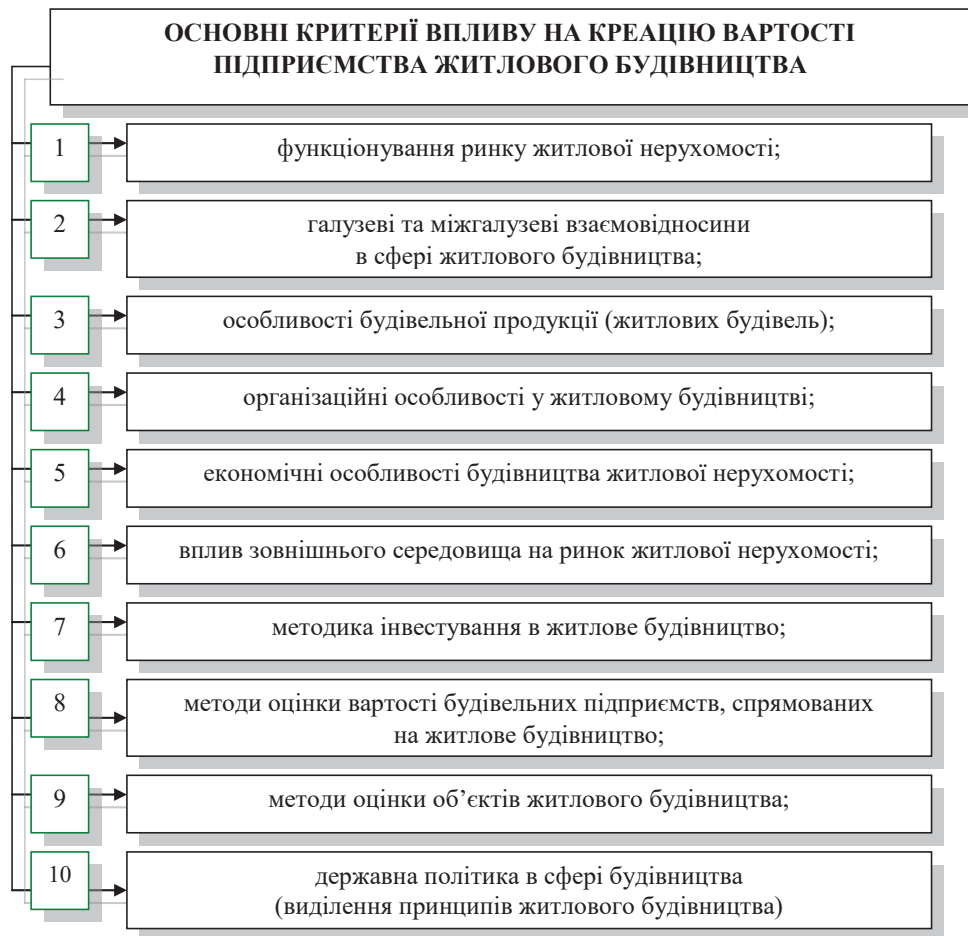 ОСНОВНІ КРИТЕРІЇ ВПЛИВУ НА КРЕАЦІЮ ВАРТОСТІ
ПІДПРИЄМСТВА ЖИТЛОВОГО БУДІВНИЦТВА
1
функціонування ринку житлової нерухомості;
2
галузеві та міжгалузеві взаємовідносини
в сфері житлового будівництва;
3
особливості будівельної продукції (житлових будівель);
4
організаційні особливості у житловому будівництві;
5
економічні особливості будівництва житлової нерухомості;
6
вплив зовнішнього середовища на ринок житлової нерухомості;
7
методика інвестування в житлове будівництво;
8
методи оцінки вартості будівельних підприємств, спрямованих
на житлове будівництво;
9
методи оцінки об’єктів житлового будівництва;
10
державна політика в сфері будівництва
(виділення принципів житлового будівництва)